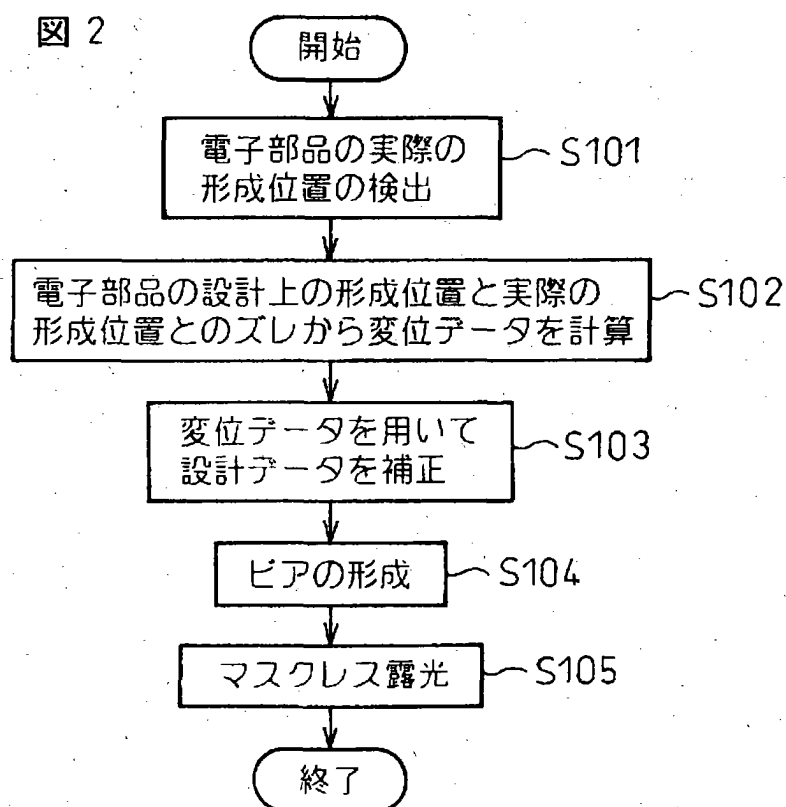 図 2
開始
電子部品の実際の
形成位置の検出
S101
電子部品の設計上の形成位置と実際の
形成位置とのズレから変位データを計算
S102
変位データを用いて
設計データを補正
S103
ビアの形成
S104
マスクレス露光
S105
終了